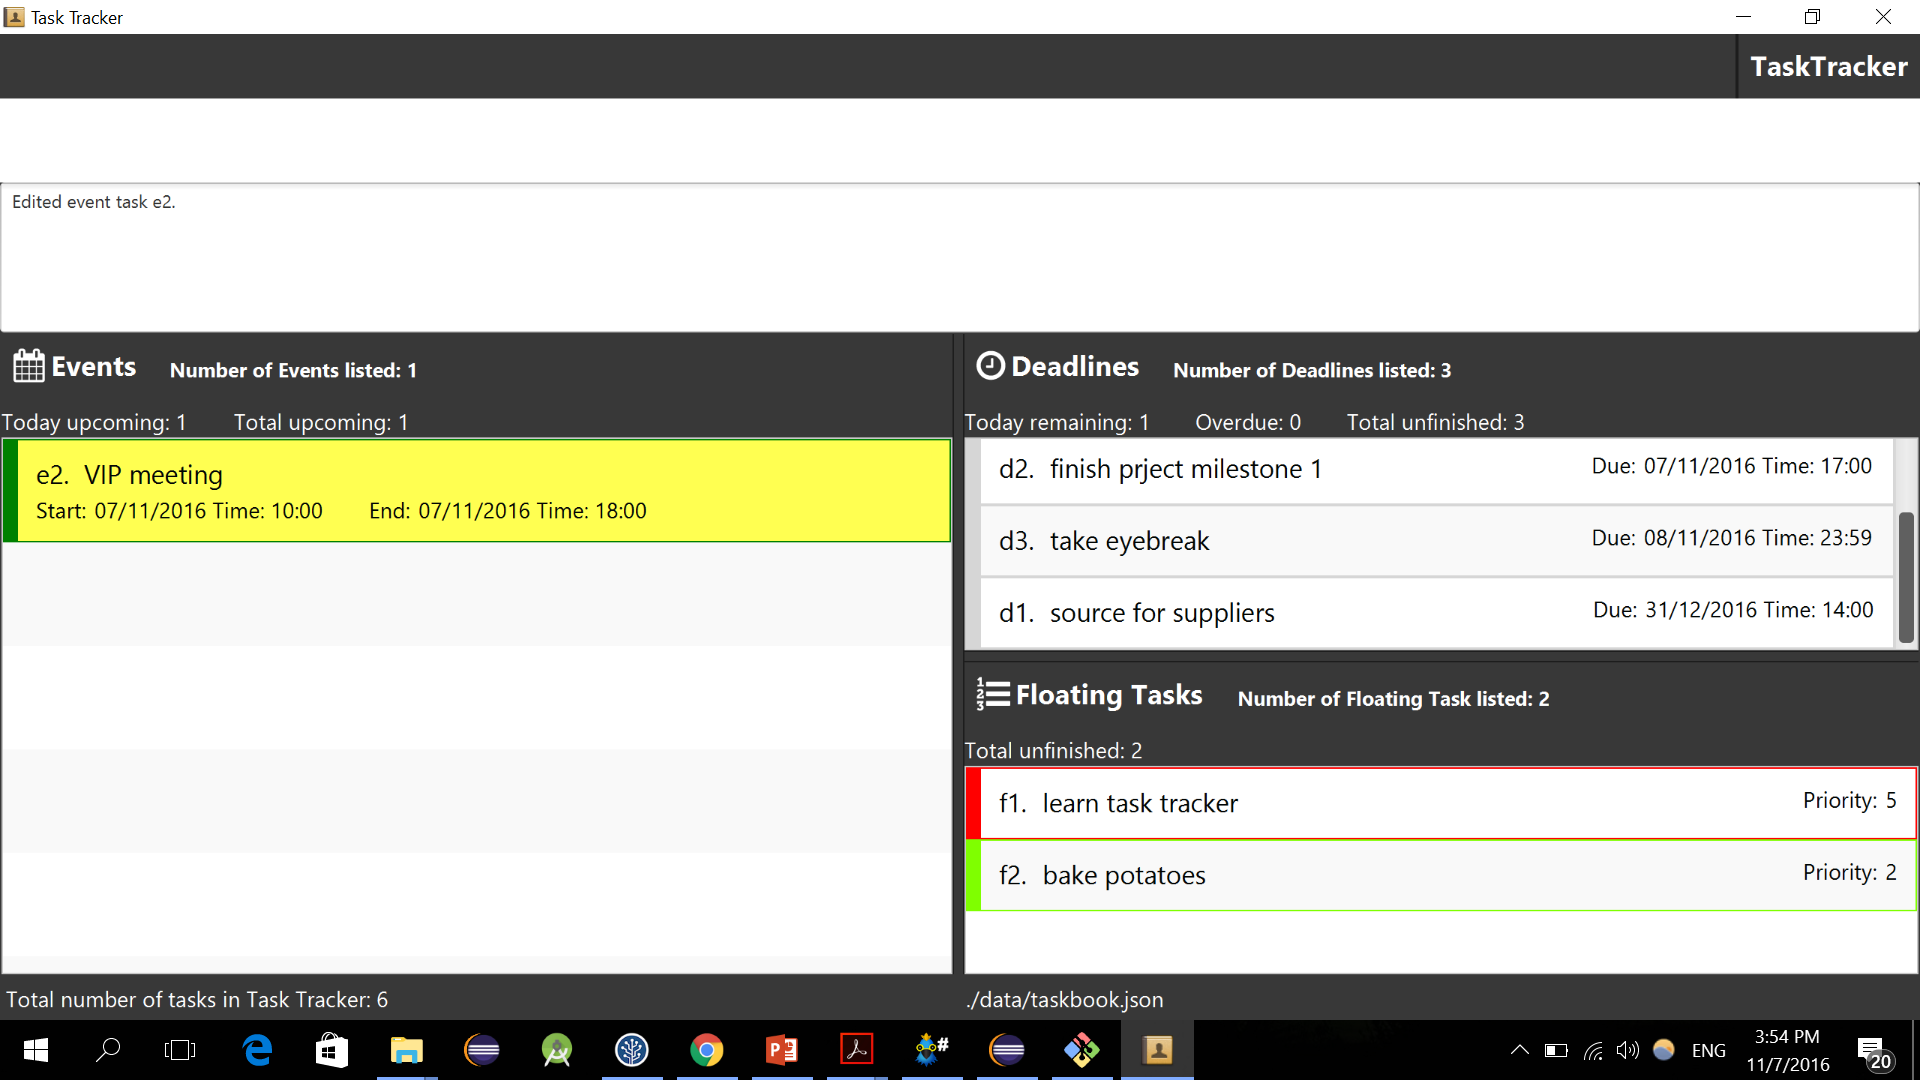 Task Tracker
TaskTracker
Edited event task e2.
Events Number of Events listed: 1
Today upcoming: 1 Total upcoming: 1
e2. VIP meeting
Start: 07/11/2016 Time: 10:00 End: 07/11/2016 Time: 18:00
Deadlines Number of Deadlines listed: 3
Today remaining: 1 Overdue: 0 Total unfinished: 3
d2. finish prject milestone 1 Due: 07/11/2016 Time: 17:00
d3. take eyebreak Due: 08/11/2016 Time: 23:59
d1. source for suppliers Due: 31/12/2016 Time: 14:00
Floating Tasks Number of Floating Task listed: 2
Total unfinished: 2
f1. learn task tracker Priority: 5
f2. bake potatoes Priority: 2
Total number of tasks in Task Tracker: 6 ./data/taskbook.json
ENG 3:54 PM
11/7/2016 20